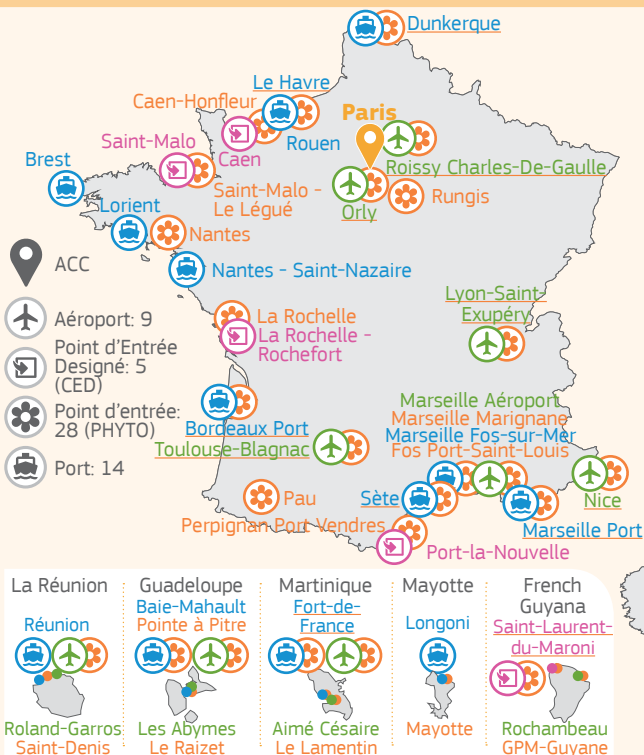 Dunkerque
Le Havre
Caen-Honfleur
Paris
Rouen
Saint-Malo
Caen
Roissy Charles-De-Gaulle
Brest
Saint-Malo -
Le Légué
Orly
Rungis
Lorient
Nantes
ACC
Nantes - Saint-Nazaire
Lyon-Saint-
Exupéry
Aéroport: 9
La Rochelle
La Rochelle -
Rochefort
Point d'Entrée
Designé: 5
(CED)
Point d'entrée:
28 (PHYTO)
Port: 14
Bordeaux Port
Toulouse-Blagnac
Marseille Aéroport
Marseille Marignane
Marseille Fos-sur-Mer
Fos Port-Saint-Louis
Pau
Sète
Nice
Perpignan Port Vendres
Marseille Port
Port-la-Nouvelle
La Réunion
Réunion
Roland-Garros
Saint-Denis
Guadeloupe
Baie-Mahault
Pointe à Pitre
Les Abymes
Le Raizet
Martinique
Fort-de-
France
Aimé Césaire
Le Lamentin
Mayotte
Longoni
Mayotte
French
Guyana
Saint-Laurent-
du-Maroni
Rochambeau
GPM-Guyane